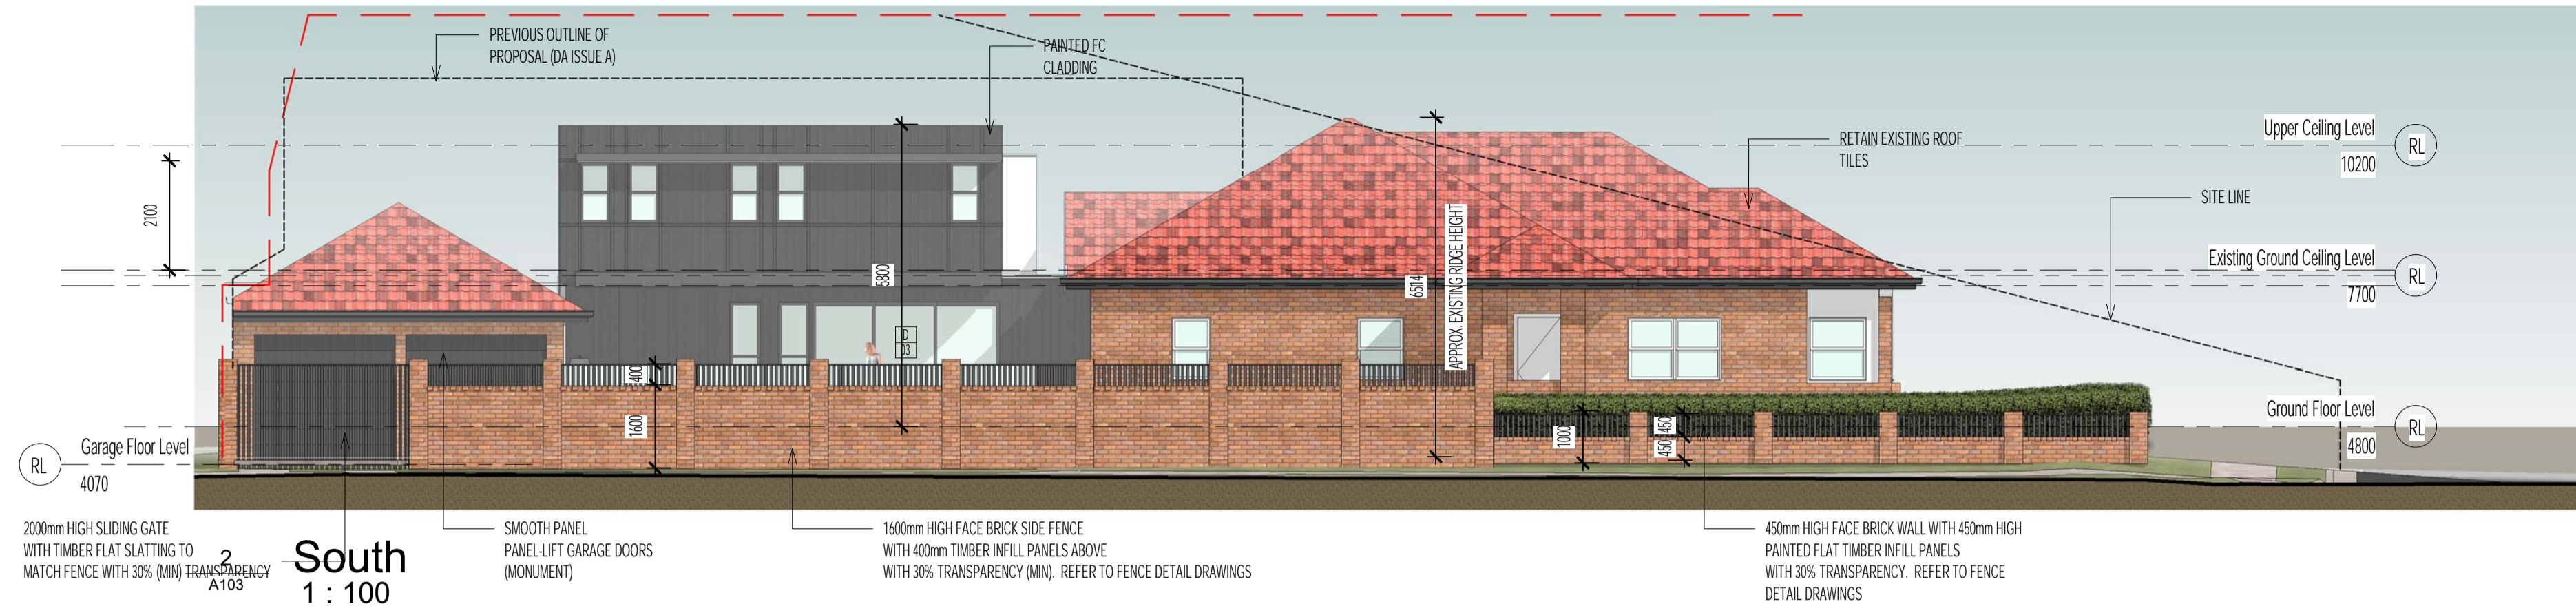 PREVIOUS OUTLINE OF
PROPOSAL (DA ISSUE A)
PAINTED FC
CLADDING
RETAIN EXISTING ROOF
TILES
SITE LINE
Upper Ceiling Level
10200
RL
Existing Ground Ceiling Level
7700
RL
Ground Floor Level
4800
RL
Garage Floor Level
4070
RL
2100
5800
D
03
6514
APPROX. EXISTING RIDGE HEIGHT
400
1600
1000
450
450
2000mm HIGH SLIDING GATE
WITH TIMBER FLAT SLATTING TO
MATCH FENCE WITH 30% (MIN) TRANSPARENCY
SMOOTH PANEL
PANEL-LIFT GARAGE DOORS
(MONUMENT)
1600mm HIGH FACE BRICK SIDE FENCE
WITH 400mm TIMBER INFILL PANELS ABOVE
WITH 30% TRANSPARENCY (MIN). REFER TO FENCE DETAIL DRAWINGS
450mm HIGH FACE BRICK WALL WITH 450mm HIGH
PAINTED FLAT TIMBER INFILL PANELS
WITH 30% TRANSPARENCY. REFER TO FENCE
DETAIL DRAWINGS
2
A103
South
1 : 100